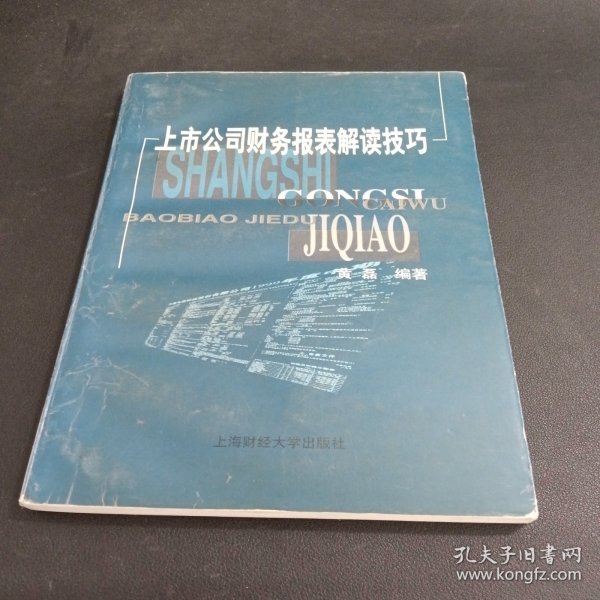 上市公司财务报表解读技巧
SHANGSHI
GONGSI
CAIWU
BAOBIAO JIEDU
JIQIAO
黄磊 编著
上海财经大学出版社
孔夫子旧书网
www.kongfz.com